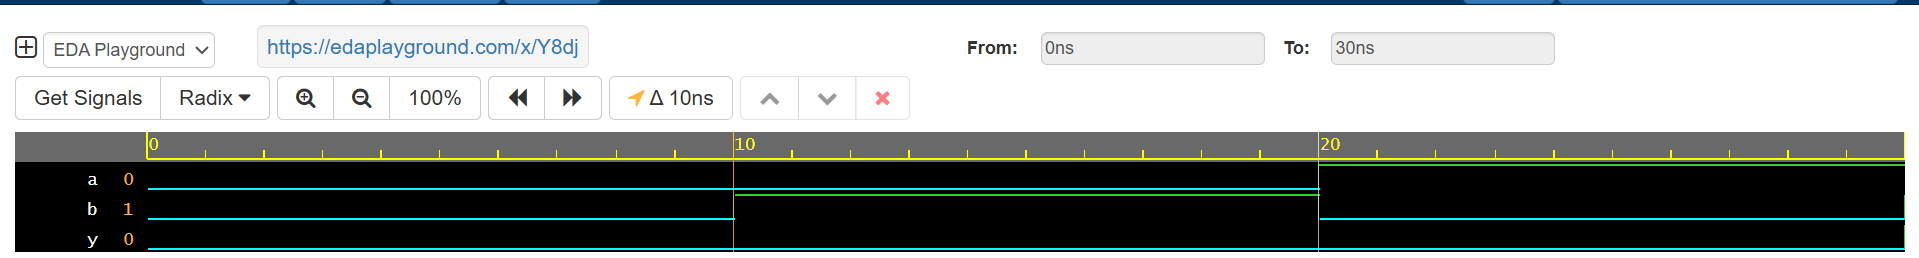 EDA Playground https://edaplayground.com/x/Y8dj From: 0ns To: 30ns
Get Signals Radix 100% Δ 10ns
0 10 20
a 0
b 1
y 0